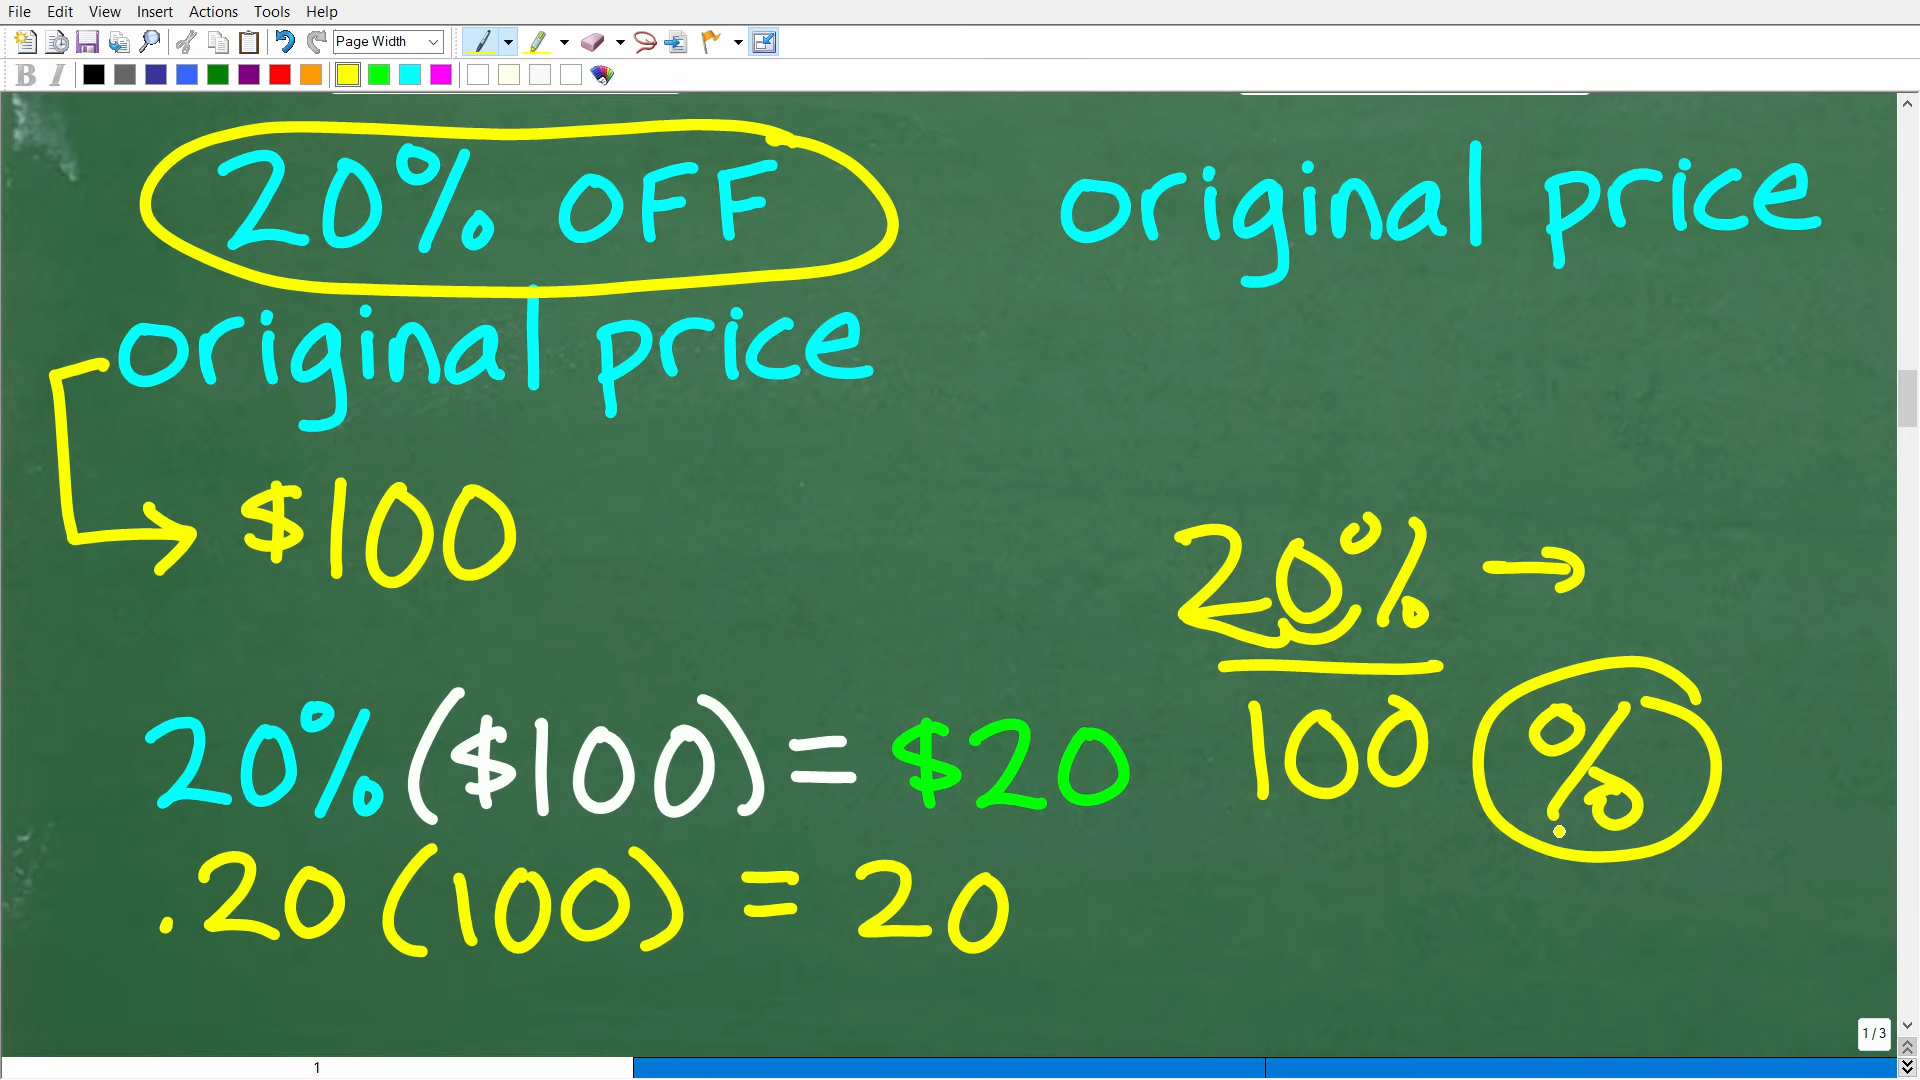 File Edit View Insert Actions Tools Help
Page Width
B I
20% OFF
original price
original price
$100
20% →
100
%
20% ($100) = $20
.20 (100) = 20
1 / 3
1